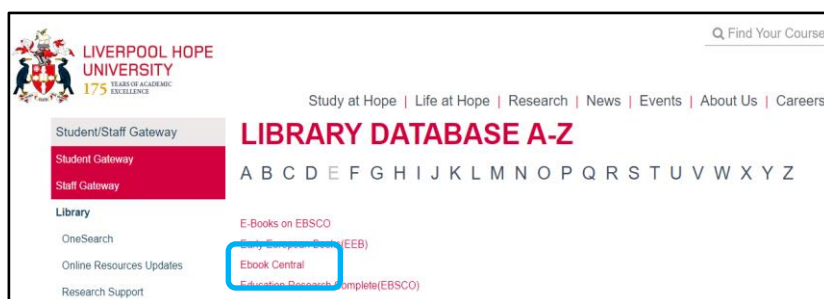 LIVERPOOL HOPE
UNIVERSITY
175 YEARS OF ACADEMIC
EXCELLENCE
Find Your Course
Study at Hope | Life at Hope | Research | News | Events | About Us | Careers
Student/Staff Gateway
Student Gateway
Staff Gateway
Library
OneSearch
Online Resources Updates
Research Support
LIBRARY DATABASE A-Z
A B C D E F G H I J K L M N O P Q R S T U V W X Y Z
E-Books on EBSCO
Early European Books(EEB)
Ebook Central
Education Research Complete(EBSCO)